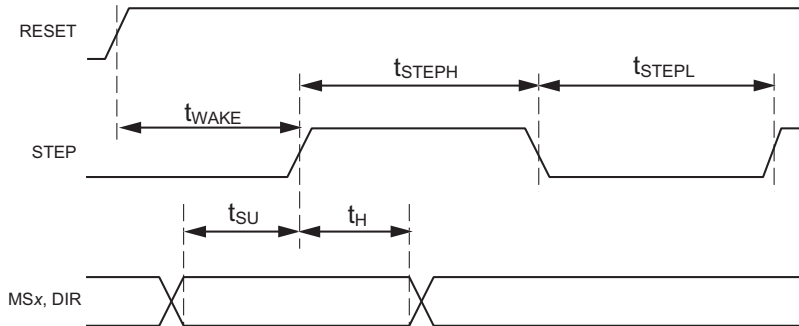 RESET
tSTEPH
tSTEPL
tWAKE
STEP
tSU
tH
MSx, DIR